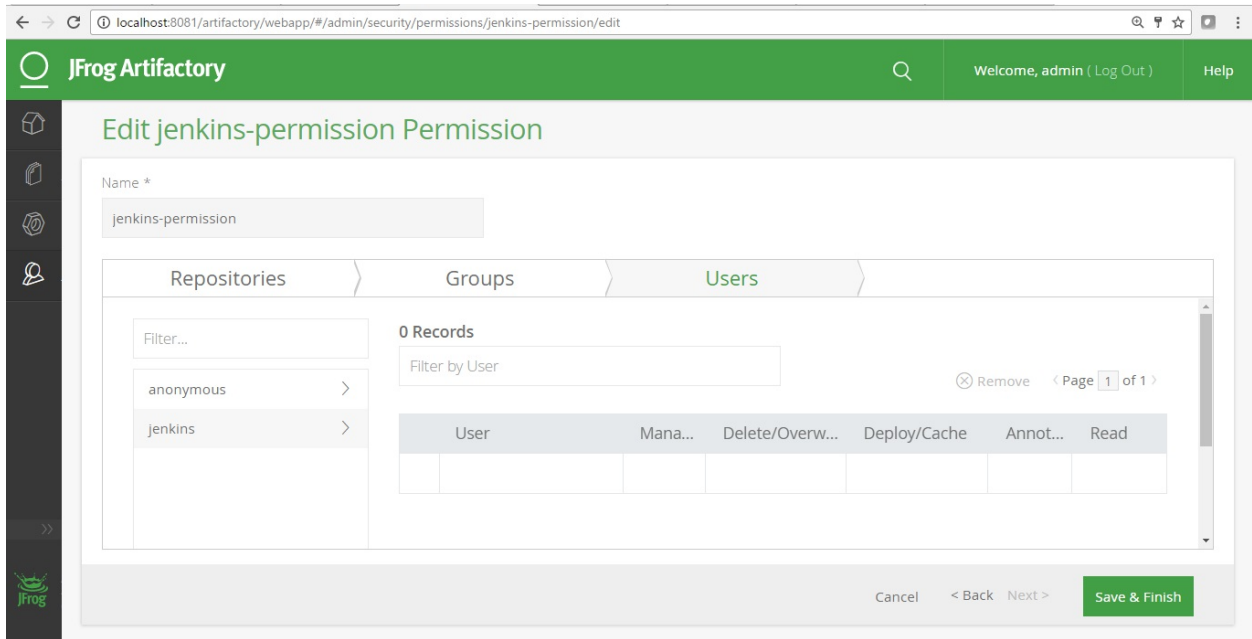 localhost:8081/artifactory/webapp/#/admin/security/permissions/jenkins-permission/edit
JFrog Artifactory
Welcome, admin ( Log Out )
Help
Edit jenkins-permission Permission
Name *
jenkins-permission
Repositories
Groups
Users
Filter...
anonymous
jenkins
0 Records
Filter by User
Remove
Page 1 of 1
User Mana... Delete/Overw... Deploy/Cache Annot... Read
JFrog
Cancel < Back Next > Save & Finish